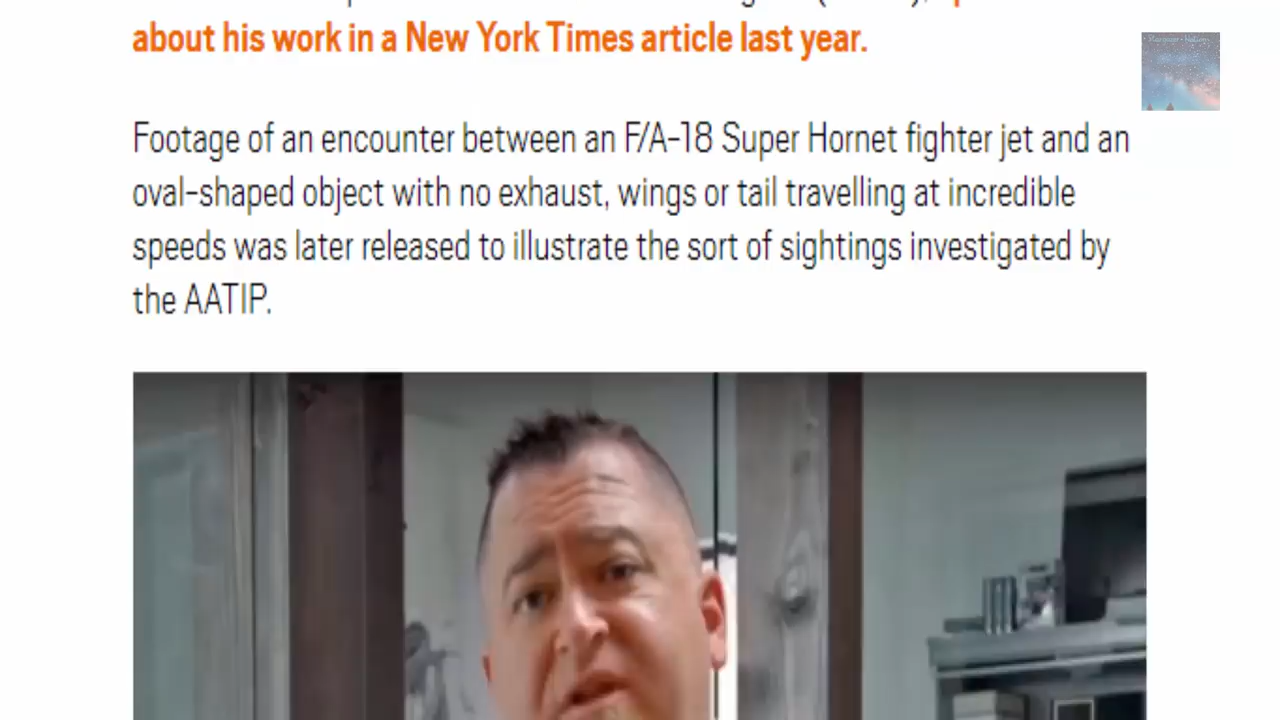 about his work in a New York Times article last year.
Footage of an encounter between an F/A-18 Super Hornet fighter jet and an
oval-shaped object with no exhaust, wings or tail travelling at incredible
speeds was later released to illustrate the sort of sightings investigated by
the AATIP.